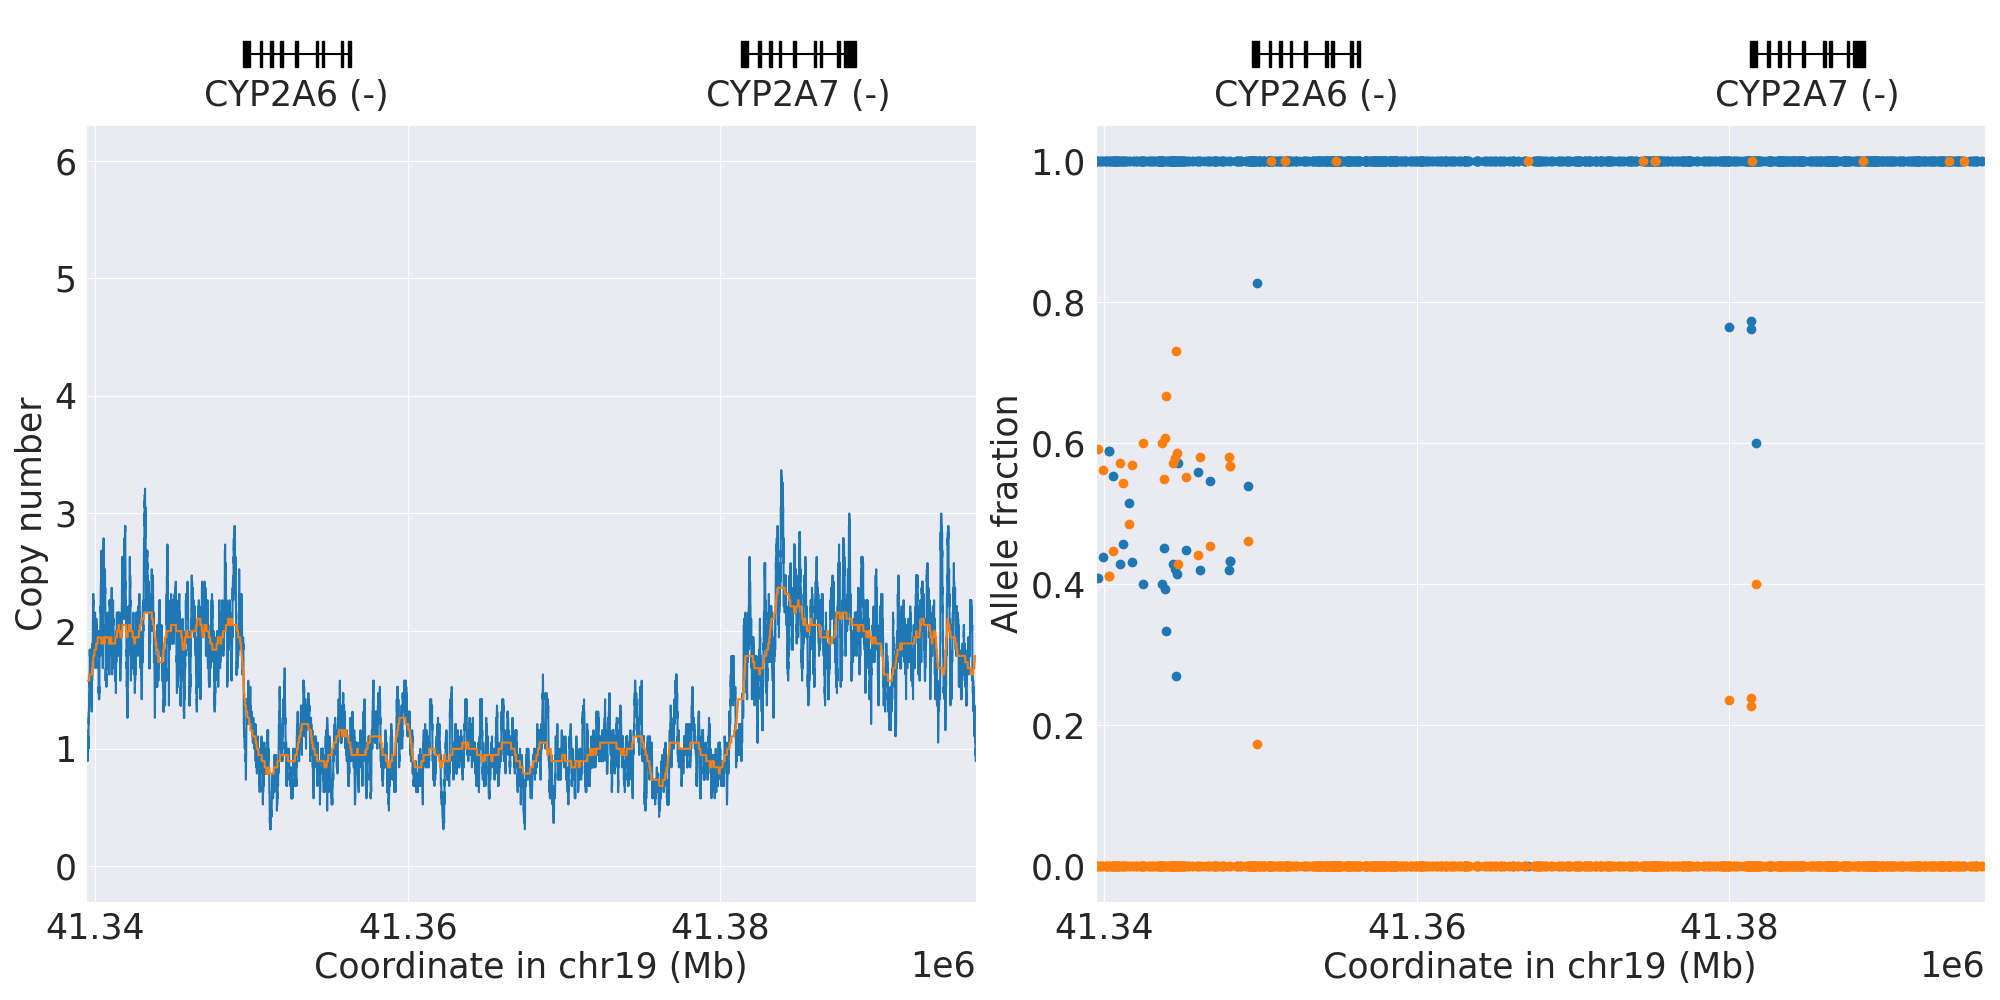 CYP2A6 (-)
CYP2A7 (-)
CYP2A6 (-)
CYP2A7 (-)
6
5
4
3
2
1
0
Copy number
41.34
41.36
41.38
Coordinate in chr19 (Mb)
1e6
1.0
0.8
0.6
0.4
0.2
0.0
Allele fraction
41.34
41.36
41.38
Coordinate in chr19 (Mb)
1e6